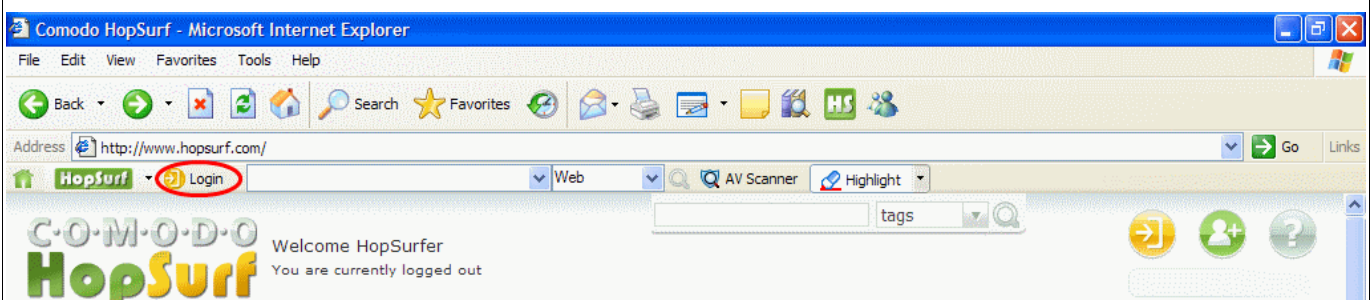 Comodo HopSurf - Microsoft Internet Explorer
File Edit View Favorites Tools Help
Back Search Favorites HS
Address http://www.hopsurf.com/ Go Links
HopSurf Login Web AV Scanner Highlight
tags
C·O·M·O·D·O
HopSurf
Welcome HopSurfer
You are currently logged out